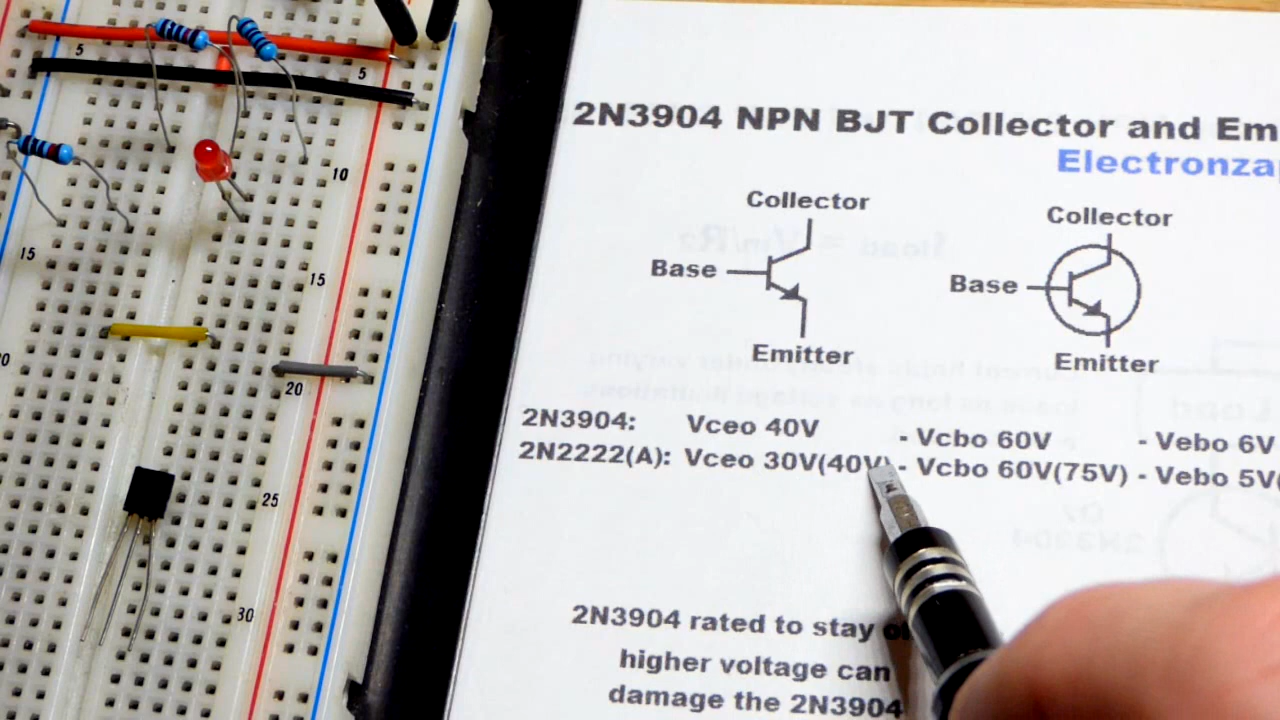 2N3904 NPN BJT Collector and Em
Electronza
Collector
Collector
Base
Base
Emitter
Emitter
2N3904: Vceo 40V - Vcbo 60V - Vebo 6V
2N2222(A): Vceo 30V(40V) - Vcbo 60V(75V) - Vebo 5V(
2N3904 rated to stay
higher voltage can
damage the 2N3904
5
5
10
15
15
20
25
30